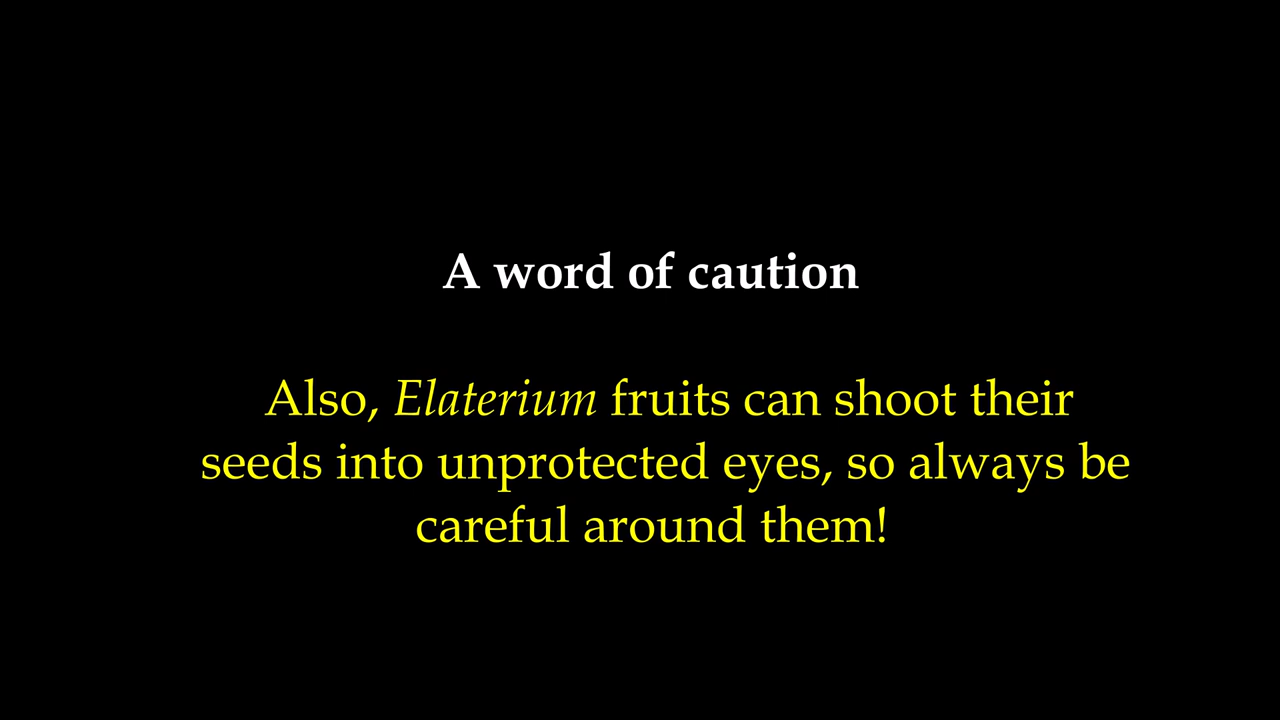 A word of caution
Also, Elaterium fruits can shoot their
seeds into unprotected eyes, so always be
careful around them!